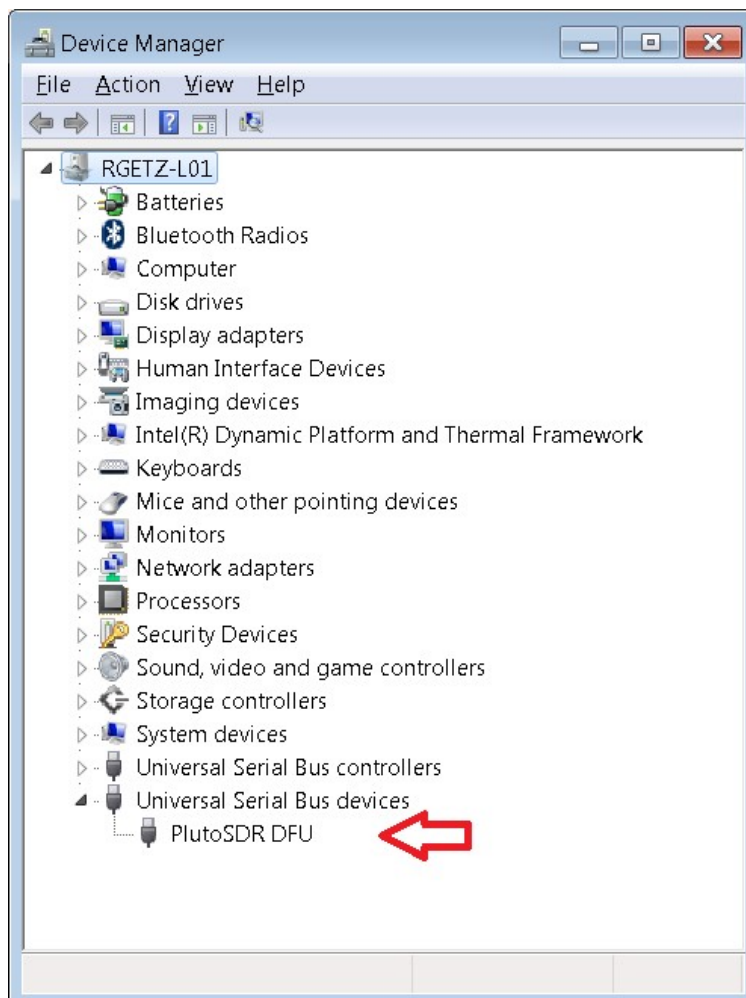 Device Manager
File Action View Help
RGETZ-L01
Batteries
Bluetooth Radios
Computer
Disk drives
Display adapters
Human Interface Devices
Imaging devices
Intel(R) Dynamic Platform and Thermal Framework
Keyboards
Mice and other pointing devices
Monitors
Network adapters
Processors
Security Devices
Sound, video and game controllers
Storage controllers
System devices
Universal Serial Bus controllers
Universal Serial Bus devices
PlutoSDR DFU